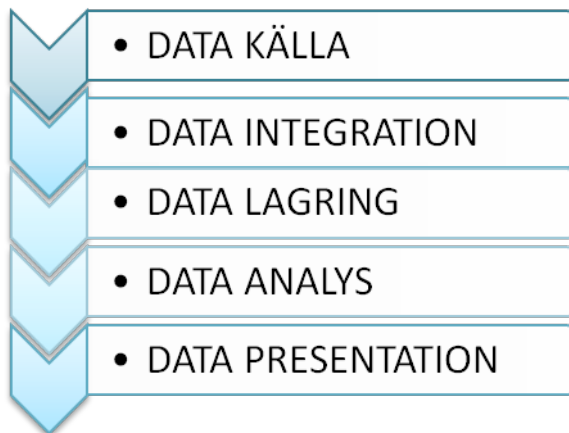 • DATA KÄLLA
• DATA INTEGRATION
• DATA LAGRING
• DATA ANALYS
• DATA PRESENTATION